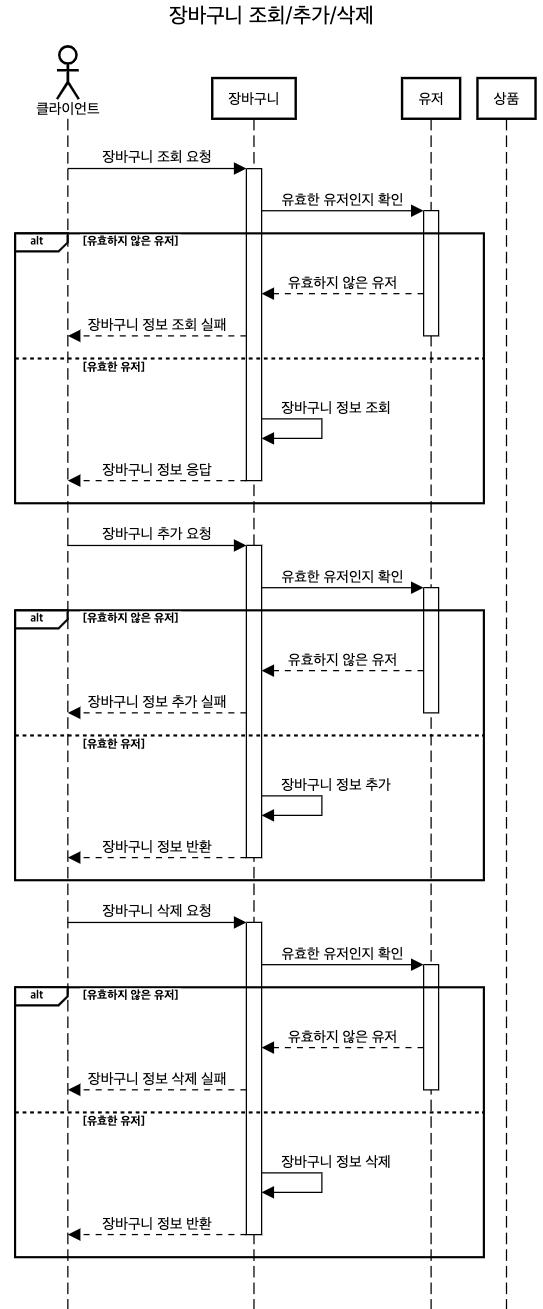 장바구니 조회/추가/삭제
클라이언트
장바구니
유저
상품
장바구니 조회 요청
유효한 유저인지 확인
alt
[유효하지 않은 유저]
유효하지 않은 유저
장바구니 정보 조회 실패
[유효한 유저]
장바구니 정보 조회
장바구니 정보 응답
장바구니 추가 요청
유효한 유저인지 확인
alt
[유효하지 않은 유저]
유효하지 않은 유저
장바구니 정보 추가 실패
[유효한 유저]
장바구니 정보 추가
장바구니 정보 반환
장바구니 삭제 요청
유효한 유저인지 확인
alt
[유효하지 않은 유저]
유효하지 않은 유저
장바구니 정보 삭제 실패
[유효한 유저]
장바구니 정보 삭제
장바구니 정보 반환